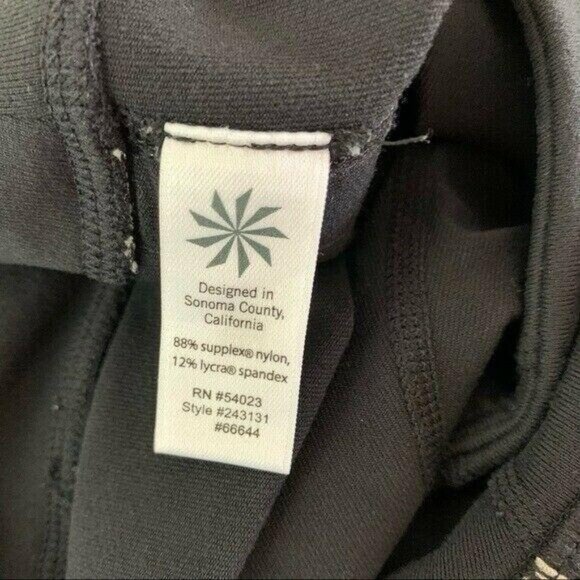 Designed in
Sonoma County,
California
88% supplex® nylon,
12% lycra® spandex
RN #54023
Style #243131
#66644